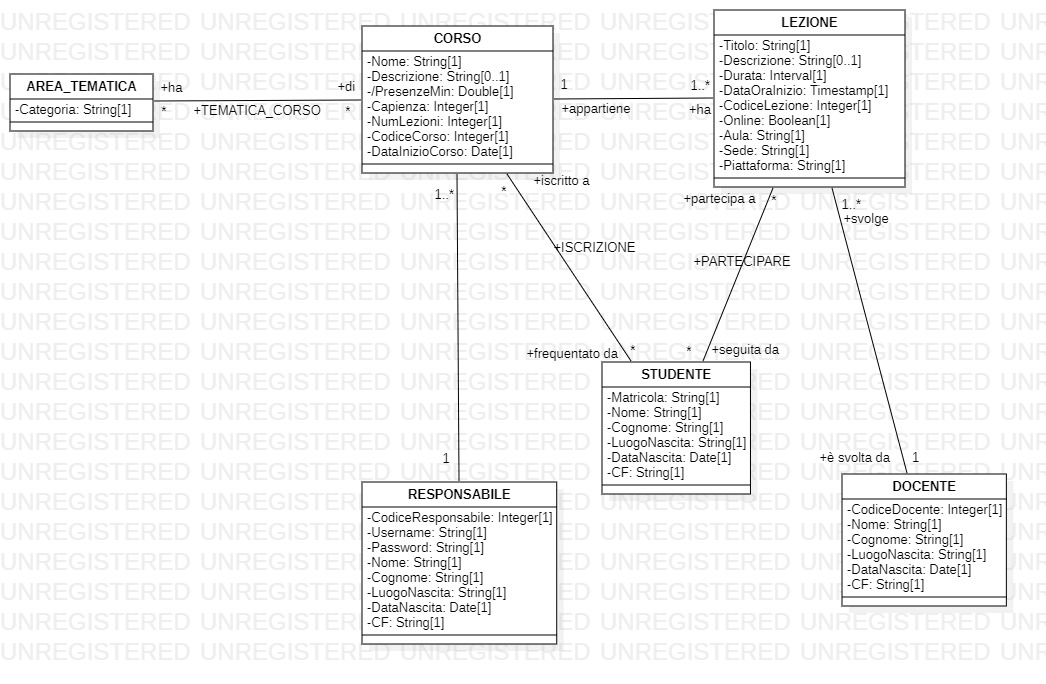 AREA_TEMATICA
-Categoria: String[1]
+ha
*
+TEMATICA_CORSO
+di
*
CORSO
-Nome: String[1]
-Descrizione: String[0..1]
-/PresenzeMin: Double[1]
-Capienza: Integer[1]
-NumLezioni: Integer[1]
-CodiceCorso: Integer[1]
-DataInizioCorso: Date[1]
1
+appartiene
1..*
+ha
LEZIONE
-Titolo: String[1]
-Descrizione: String[0..1]
-Durata: Interval[1]
-DataOraInizio: Timestamp[1]
-CodiceLezione: Integer[1]
-Online: Boolean[1]
-Aula: String[1]
-Sede: String[1]
-Piattaforma: String[1]
1..*
*
+iscritto a
+ISCRIZIONE
+frequentato da
*
+partecipa a
*
+PARTECIPARE
*
+seguita da
1..*
+svolge
+è svolta da
1
STUDENTE
-Matricola: String[1]
-Nome: String[1]
-Cognome: String[1]
-LuogoNascita: String[1]
-DataNascita: Date[1]
-CF: String[1]
1
RESPONSABILE
-CodiceResponsabile: Integer[1]
-Username: String[1]
-Password: String[1]
-Nome: String[1]
-Cognome: String[1]
-LuogoNascita: String[1]
-DataNascita: Date[1]
-CF: String[1]
DOCENTE
-CodiceDocente: Integer[1]
-Nome: String[1]
-Cognome: String[1]
-LuogoNascita: String[1]
-DataNascita: Date[1]
-CF: String[1]
UNREGISTERED